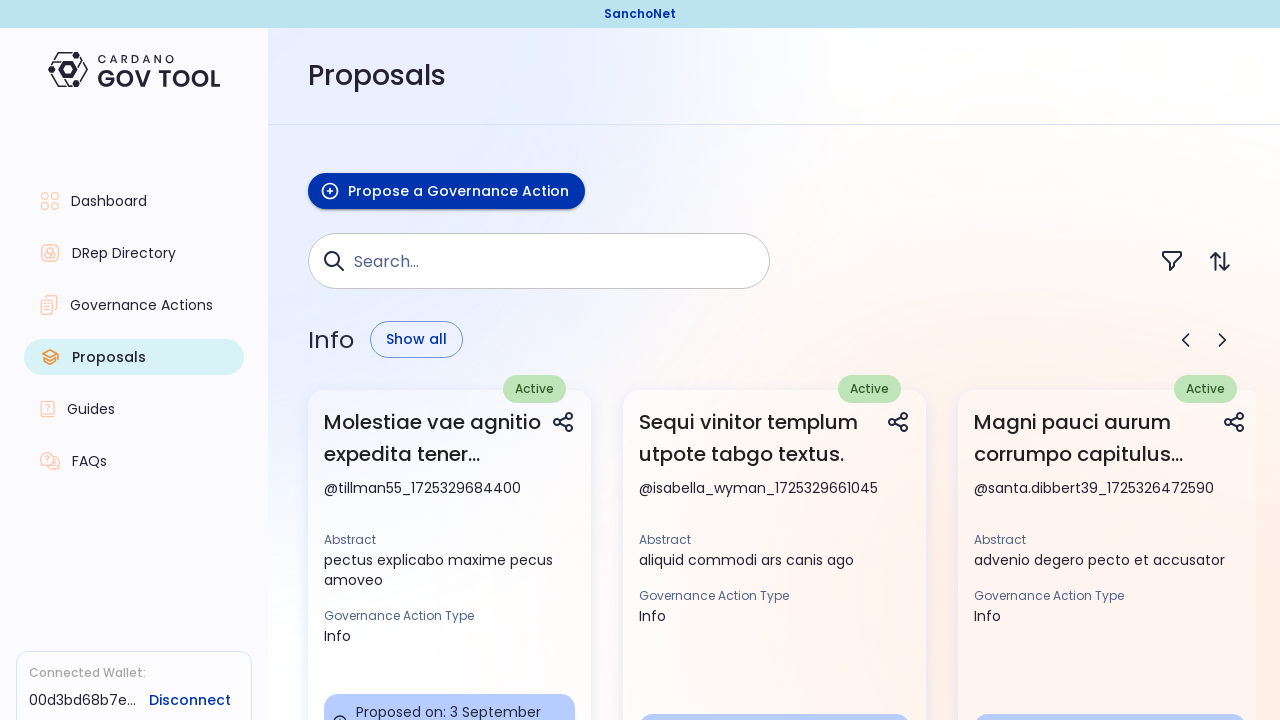 SanchoNet
CARDANO
GOV TOOL
Dashboard
DRep Directory
Governance Actions
Proposals
Guides
FAQs
Connected Wallet:
00d3bd68b7e...
Disconnect
Proposals
Propose a Governance Action
Search...
Info
Show all
Active
Molestiae vae agnitio
expedita tener...
@tillman55_1725329684400
Abstract
pectus explicabo maxime pecus
amoveo
Governance Action Type
Info
Proposed on: 3 September
Active
Sequi vinitor templum
utpote tabgo textus.
@isabella_wyman_1725329661045
Abstract
aliquid commodi ars canis ago
Governance Action Type
Info
Active
Magni pauci aurum
corrumpo capitulus...
@santa.dibbert39_1725326472590
Abstract
advenio degero pecto et accusator
Governance Action Type
Info